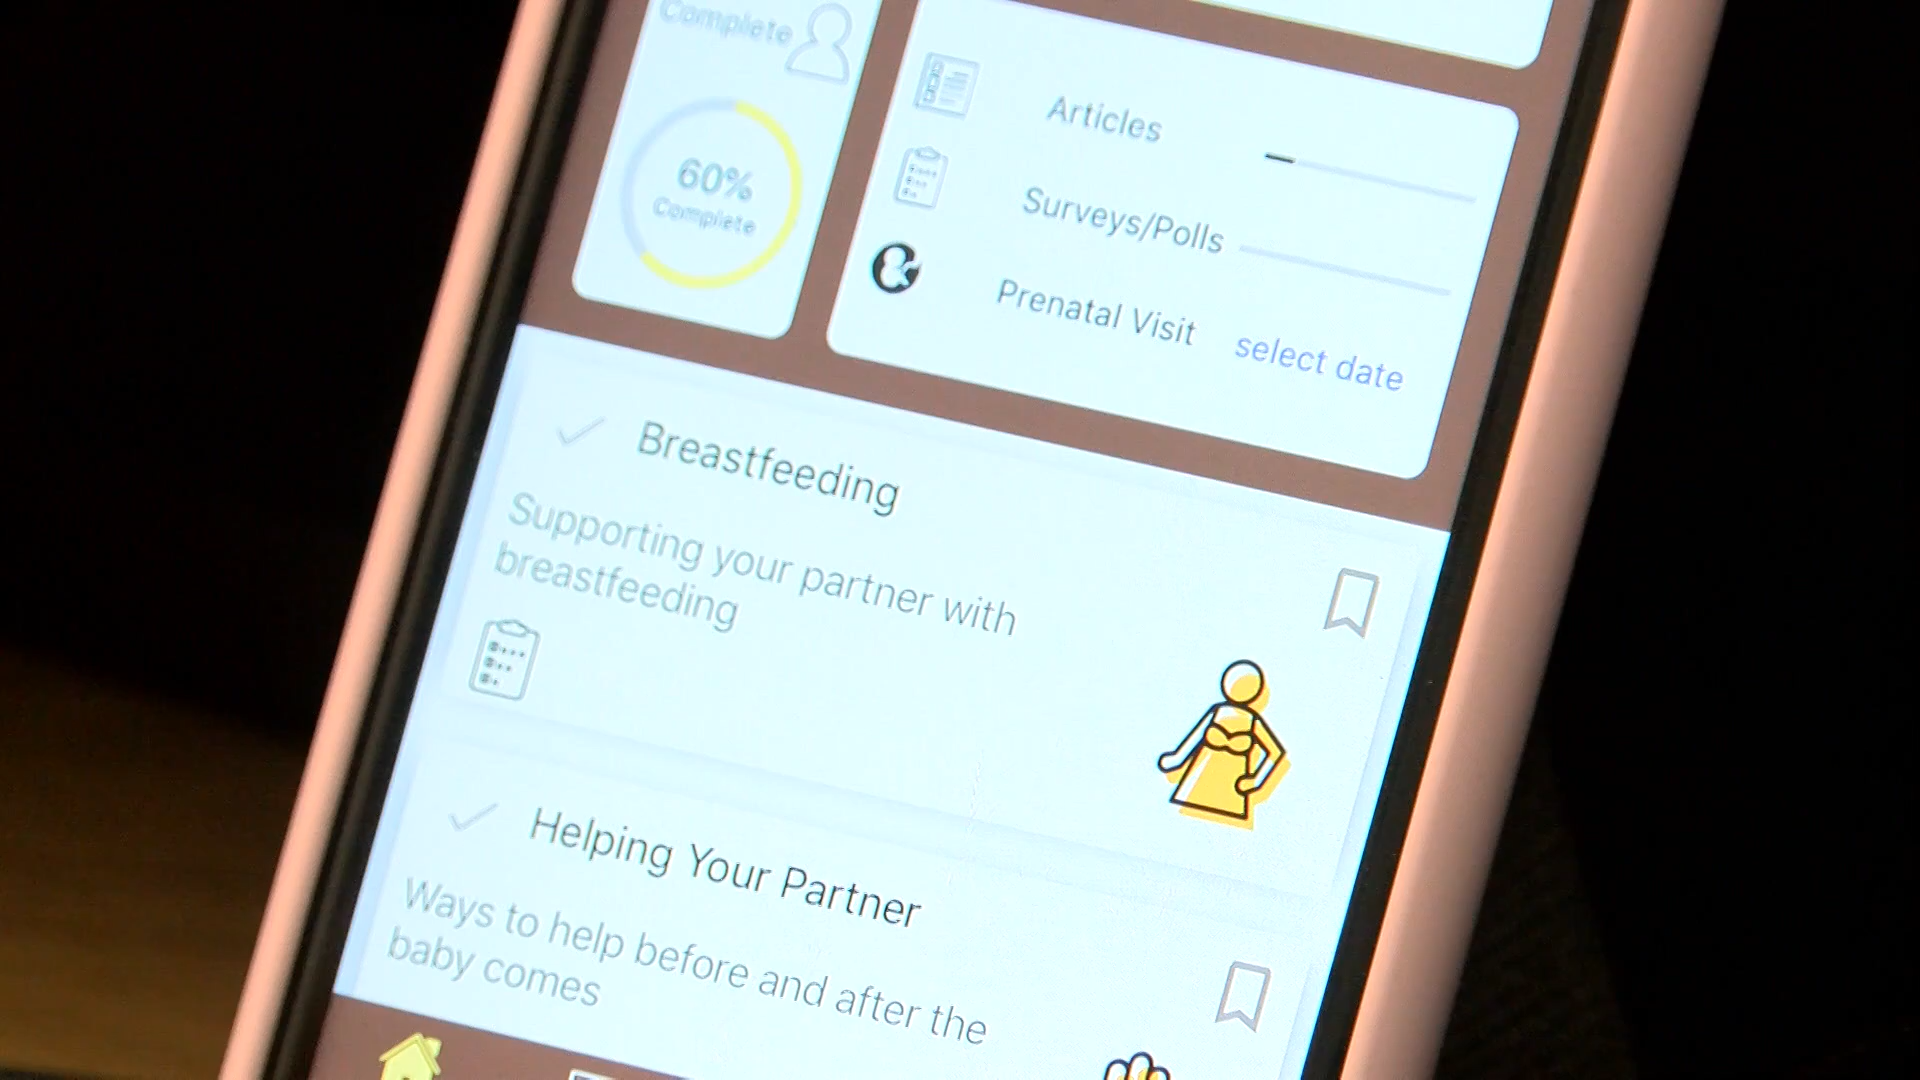 Complete
60%
Complete
Articles
Surveys/Polls
Prenatal Visit select date
Breastfeeding
Supporting your partner with
breastfeeding
Helping Your Partner
Ways to help before and after the
baby comes